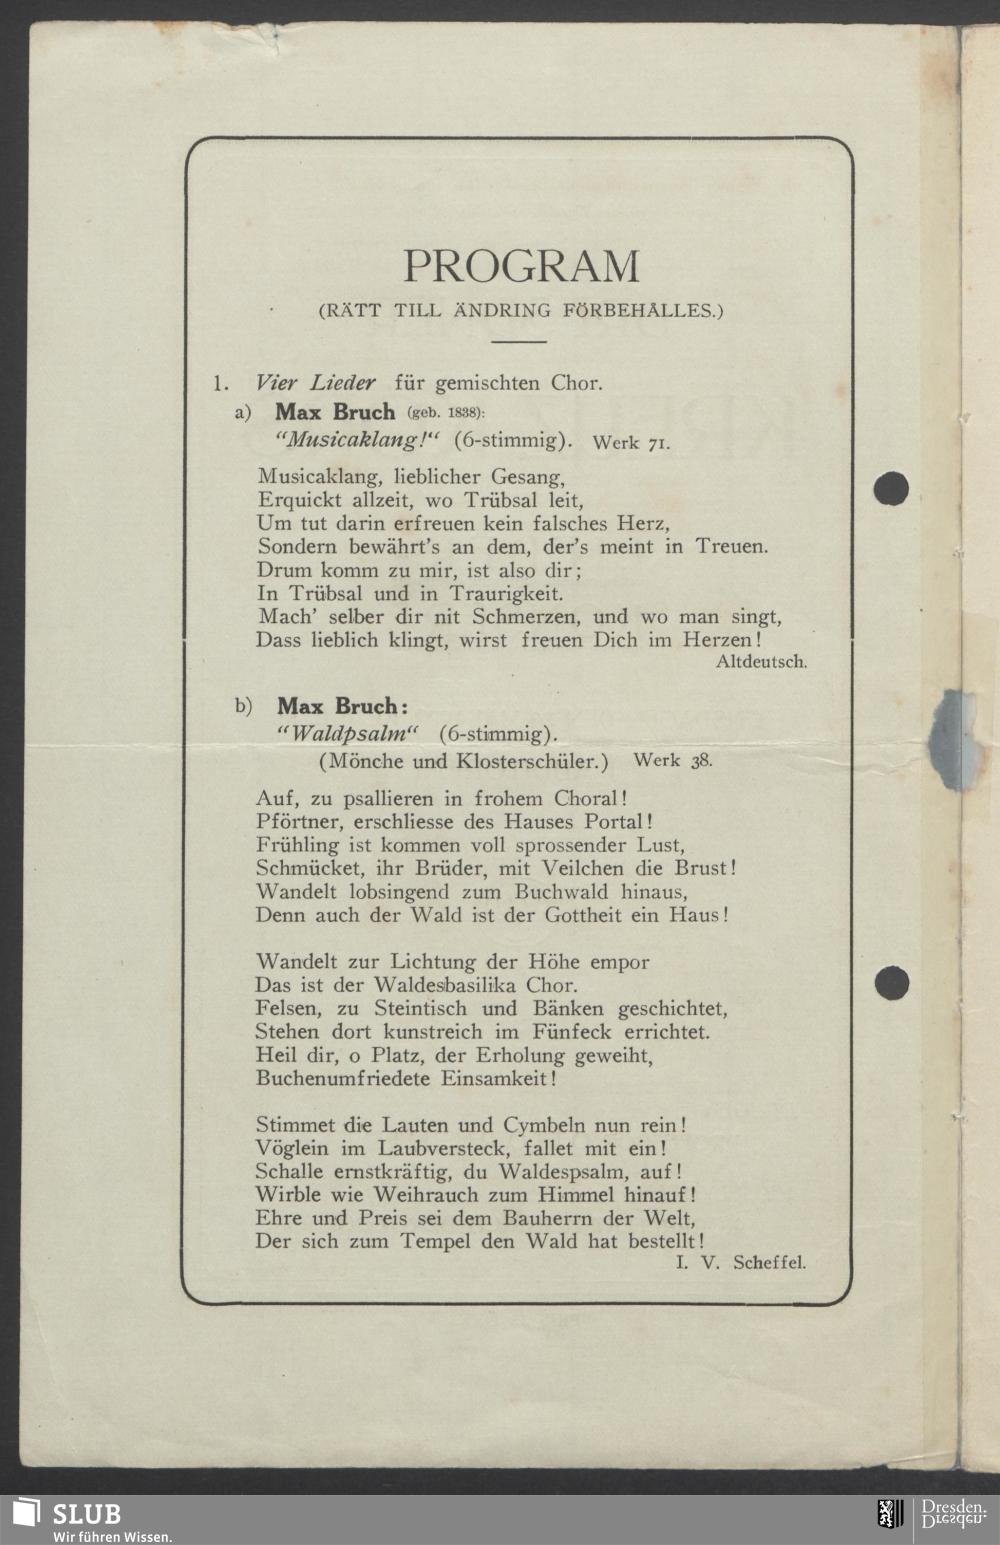 PROGRAM
(RÄTT TILL ÄNDRING FÖRBEHÅLLES.)
1. Vier Lieder für gemischten Chor.
a) Max Bruch (geb. 1838):
"Musicaklang!“ (6-stimmig). Werk 71.
Musicaklang, lieblicher Gesang,
Erquickt allzeit, wo Trübsal leit,
Um tut darin erfreuen kein falsches Herz,
Sondern bewährt's an dem, der's meint in Treuen.
Drum komm zu mir, ist also dir;
In Trübsal und in Traurigkeit.
Mach' selber dir nit Schmerzen, und wo man singt,
Dass lieblich klingt, wirst freuen Dich im Herzen!
Altdeutsch.
b) Max Bruch:
"Waldpsalm“ (6-stimmig).
(Mönche und Klosterschüler.) Werk 38.
Auf, zu psallieren in frohem Choral!
Pförtner, erschliesse des Hauses Portal!
Frühling ist kommen voll sprossender Lust,
Schmücket, ihr Brüder, mit Veilchen die Brust!
Wandelt lobsingend zum Buchwald hinaus,
Denn auch der Wald ist der Gottheit ein Haus!
Wandelt zur Lichtung der Höhe empor
Das ist der Waldesbasilika Chor.
Felsen, zu Steintisch und Bänken geschichtet,
Stehen dort kunstreich im Fünfeck errichtet.
Heil dir, o Platz, der Erholung geweiht,
Buchenumfriedete Einsamkeit!
Stimmet die Lauten und Cymbeln nun rein!
Vöglein im Laubversteck, fallet mit ein!
Schalle ernstkräftig, du Waldespsalm, auf!
Wirble wie Weihrauch zum Himmel hinauf!
Ehre und Preis sei dem Bauherrn der Welt,
Der sich zum Tempel den Wald hat bestellt!
I. V. Scheffel.
SLUB
Wir führen Wissen.
Dresden.